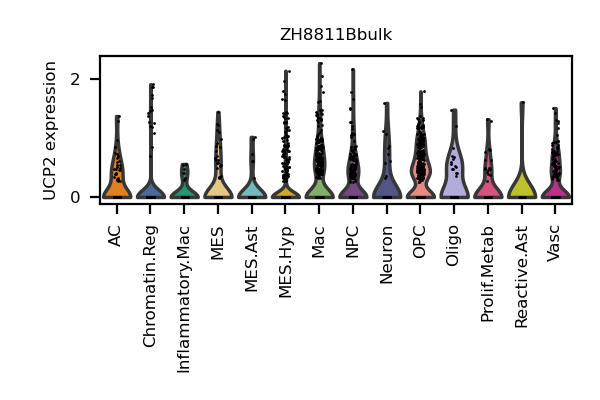 ZH8811Bbulk
UCP2 expression
2
0
AC
Chromatin.Reg
Inflammatory.Mac
MES
MES.Ast
MES.Hyp
Mac
NPC
Neuron
OPC
Oligo
Prolif.Metab
Reactive.Ast
Vasc